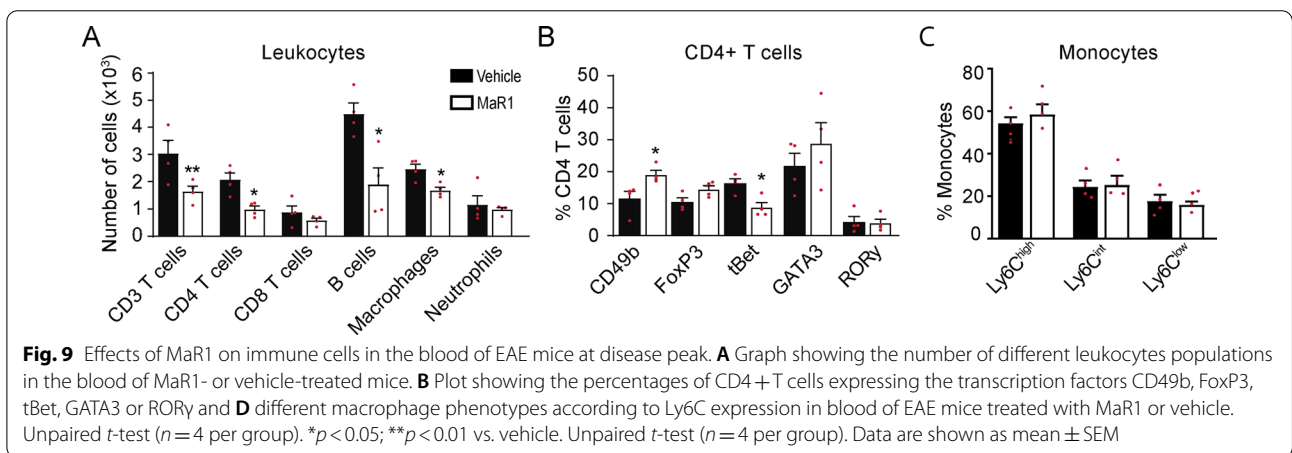 A
Leukocytes
Number of cells (x10³)
6
5
4
3
2
1
0
Vehicle
MaR1
**
*
*
*
CD3 T cells
CD4 T cells
CD8 T cells
B cells
Macrophages
Neutrophils
B
CD4+ T cells
% CD4 T cells
50
40
30
20
10
0
*
*
CD49b
FoxP3
tBet
GATA3
RORγ
C
Monocytes
% Monocytes
80
60
40
20
0
Ly6C^high
Ly6C^int
Ly6C^low
Fig. 9 Effects of MaR1 on immune cells in the blood of EAE mice at disease peak. A Graph showing the number of different leukocytes populations
in the blood of MaR1- or vehicle-treated mice. B Plot showing the percentages of CD4 + T cells expressing the transcription factors CD49b, FoxP3,
tBet, GATA3 or RORγ and D different macrophage phenotypes according to Ly6C expression in blood of EAE mice treated with MaR1 or vehicle.
Unpaired t-test (n = 4 per group). *p < 0.05; **p < 0.01 vs. vehicle. Unpaired t-test (n = 4 per group). Data are shown as mean ± SEM